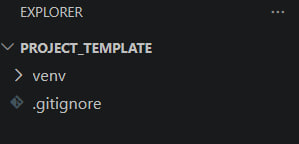 EXPLORER
PROJECT_TEMPLATE
venv
.gitignore